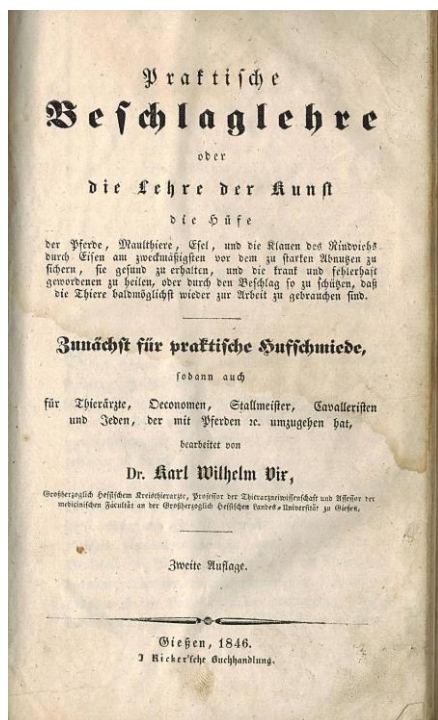 Praktische
Beschlaglehre
oder
die Lehre der Kunst
die Hüfe
der Pferde, Maulthiere, Esel, und die Klauen des Rindviehs
durch Eisen am zweckmäßigsten vor dem zu starken Abnutzen zu
sichern, sie gesund zu erhalten, und die krank und fehlerhaft
gewordenen zu heilen, oder durch den Beschlag so zu schützen, daß
die Thiere baldmöglichst wieder zur Arbeit zu gebrauchen sind.
Zunächst für praktische Hufschmiede,
sodann auch
für Thierärzte, Oeconomen, Stallmeister, Cavalleristen
und Jeden, der mit Pferden ꝛc. umzugehen hat,
bearbeitet von
Dr. Karl Wilhelm Vix,
Großherzoglich Hessischem Kreisthierarzte, Professor der Thierarzneiwissenschaft und Assessor der
medicinischen Facultät an der Großherzoglich Hessischen Landes-Universität zu Gießen.
Zweite Auflage.
Gießen, 1846.
J Ricker'sche Buchhandlung.